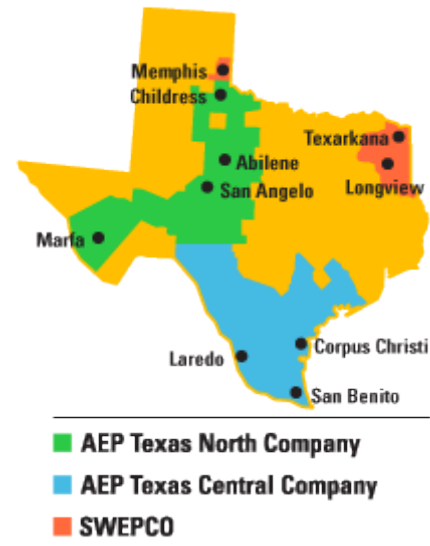 Memphis
Childress
Texarkana
Abilene
San Angelo
Longview
Marfa
Corpus Christi
Laredo
San Benito
AEP Texas North Company
AEP Texas Central Company
SWEPCO